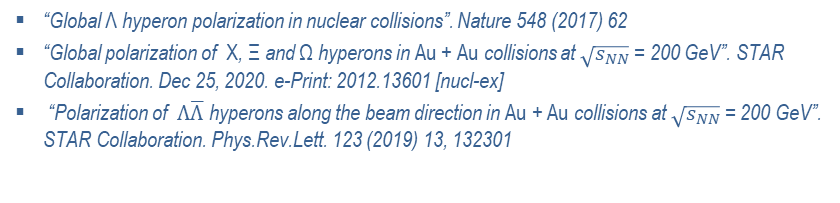 ▪ “Global Λ hyperon polarization in nuclear collisions”. Nature 548 (2017) 62
▪ “Global polarization of Χ, Ξ and Ω hyperons in Au + Au collisions at √s_NN = 200 GeV”. STAR
Collaboration. Dec 25, 2020. e-Print: 2012.13601 [nucl-ex]
▪ “Polarization of ΛΛ̅ hyperons along the beam direction in Au + Au collisions at √s_NN = 200 GeV”.
STAR Collaboration. Phys.Rev.Lett. 123 (2019) 13, 132301